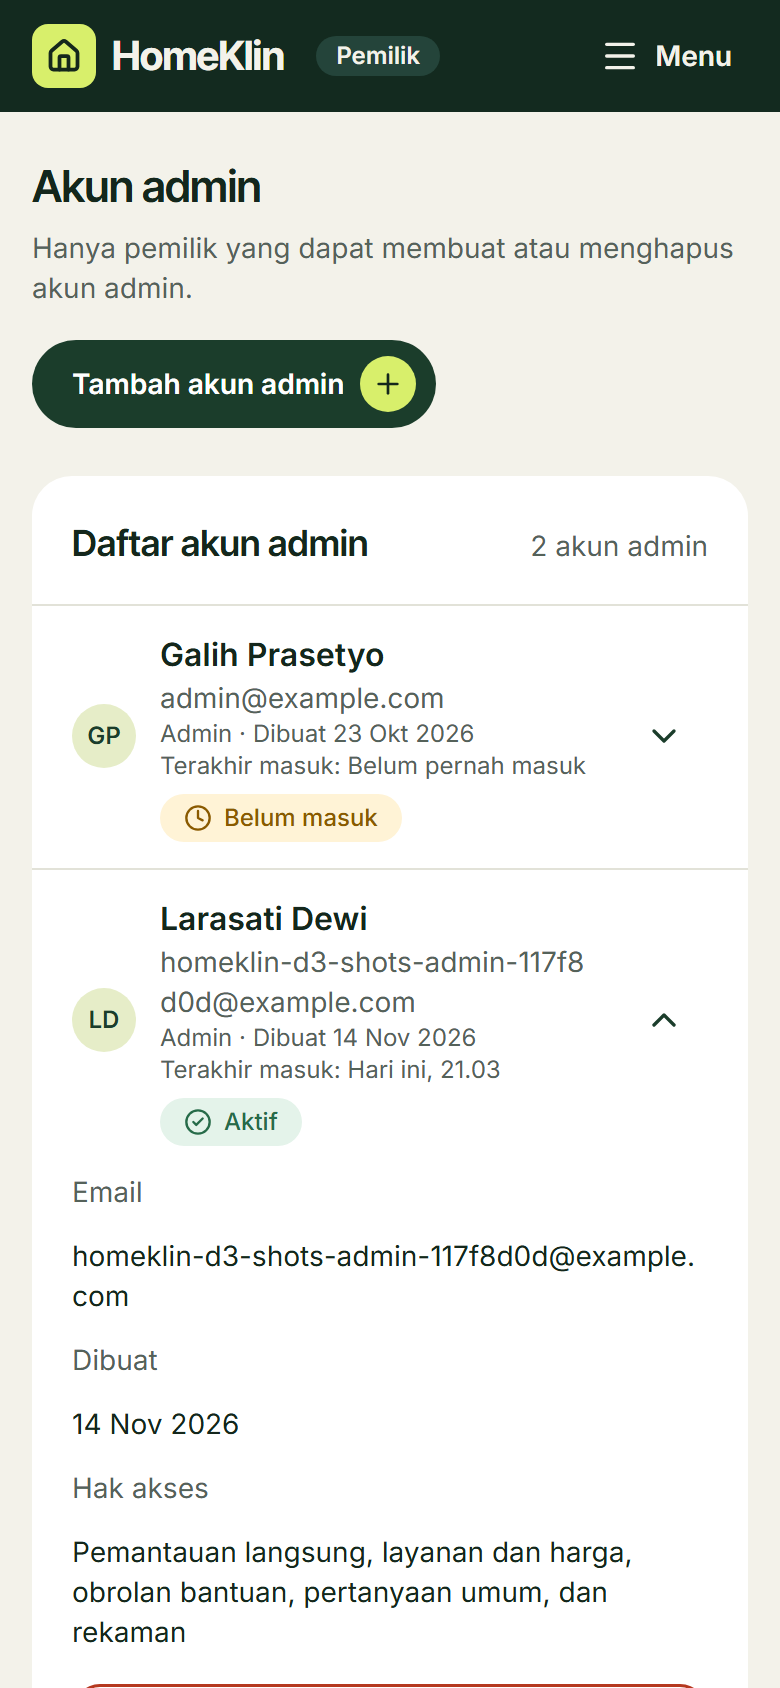 HomeKlin
Pemilik
Menu
Akun admin
Hanya pemilik yang dapat membuat atau menghapus
akun admin.
Tambah akun admin
Daftar akun admin
2 akun admin
Galih Prasetyo
admin@example.com
GP
Admin · Dibuat 23 Okt 2026
Terakhir masuk: Belum pernah masuk
Belum masuk
Larasati Dewi
homeklin-d3-shots-admin-117f8
d0d@example.com
LD
Admin · Dibuat 14 Nov 2026
Terakhir masuk: Hari ini, 21.03
Aktif
Email
homeklin-d3-shots-admin-117f8d0d@example.
com
Dibuat
14 Nov 2026
Hak akses
Pemantauan langsung, layanan dan harga,
obrolan bantuan, pertanyaan umum, dan
rekaman